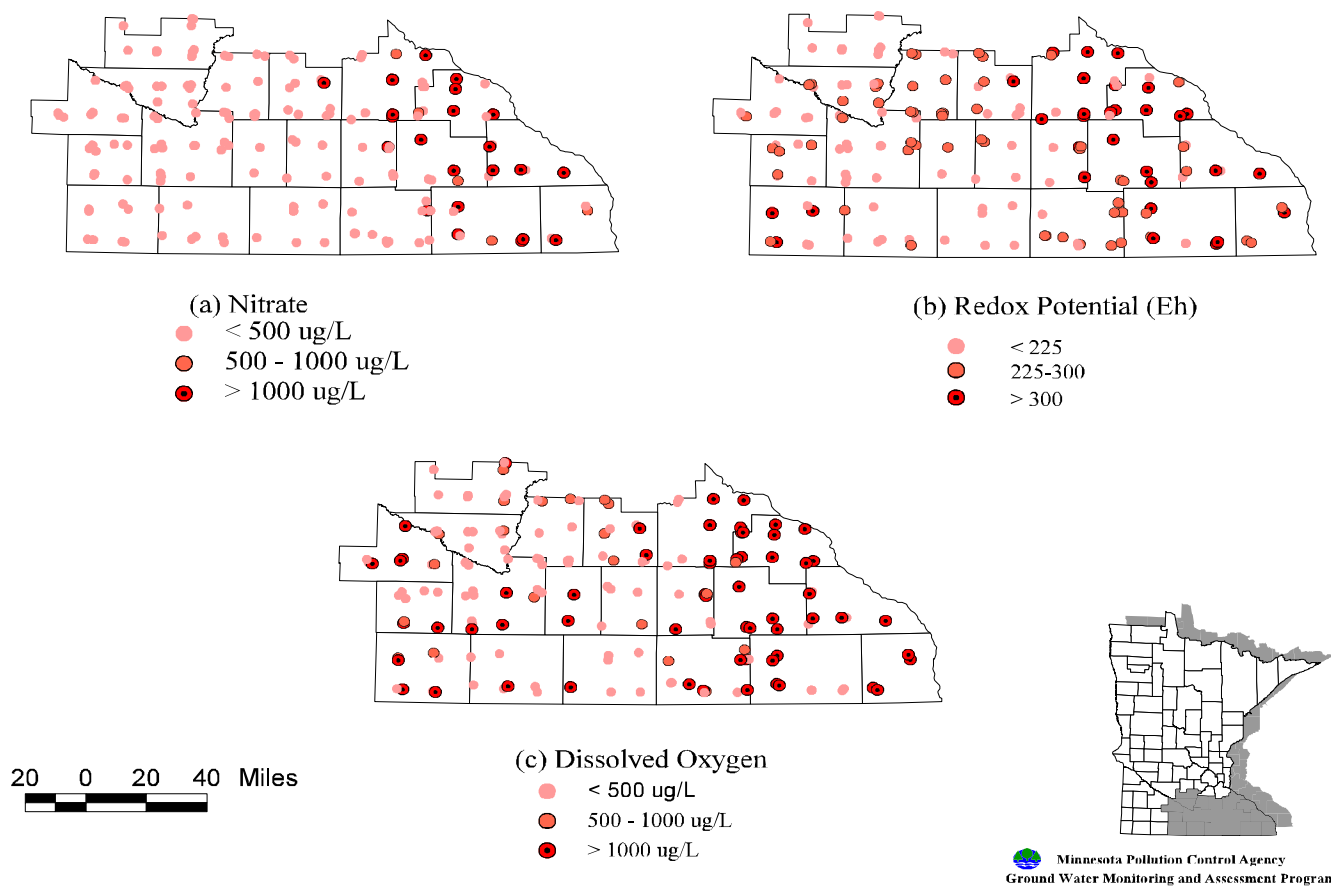 (a) Nitrate
< 500 ug/L
500 - 1000 ug/L
> 1000 ug/L
(b) Redox Potential (Eh)
< 225
225-300
> 300
(c) Dissolved Oxygen
< 500 ug/L
500 - 1000 ug/L
> 1000 ug/L
20 0 20 40 Miles
Minnesota Pollution Control Agency
Ground Water Monitoring and Assessment Program